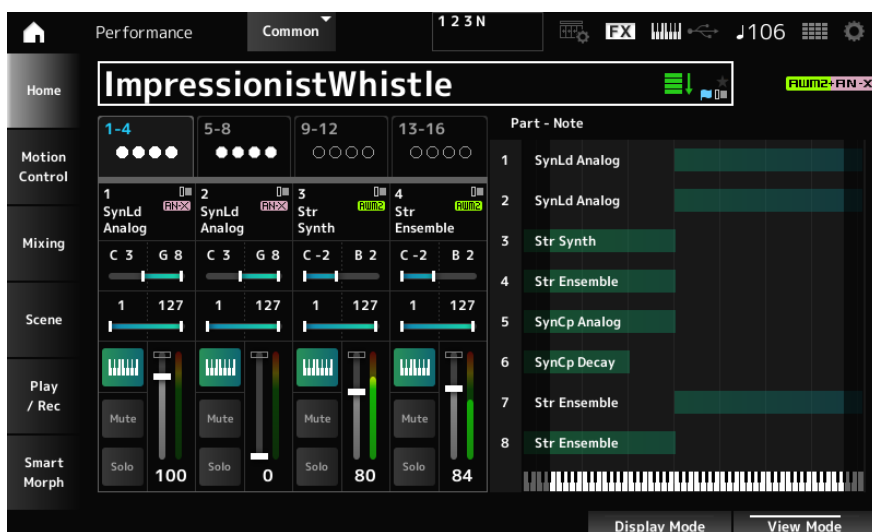 Performance
Common
1 2 3 N
FX
♩106
Home
ImpressionistWhistle
AWM2+AN-X
Motion
Control
Mixing
Scene
Play
/ Rec
Smart
Morph
1-4
5-8
9-12
13-16
1
AN-X
SynLd
Analog
2
AN-X
SynLd
Analog
3
AWM2
Str
Synth
4
AWM2
Str
Ensemble
C 3 G 8
C 3 G 8
C -2 B 2
C -2 B 2
1 127
1 127
1 127
1 127
Mute
Mute
Mute
Mute
Solo
Solo
Solo
Solo
100
0
80
84
Part - Note
1 SynLd Analog
2 SynLd Analog
3 Str Synth
4 Str Ensemble
5 SynCp Analog
6 SynCp Decay
7 Str Ensemble
8 Str Ensemble
Display Mode
View Mode